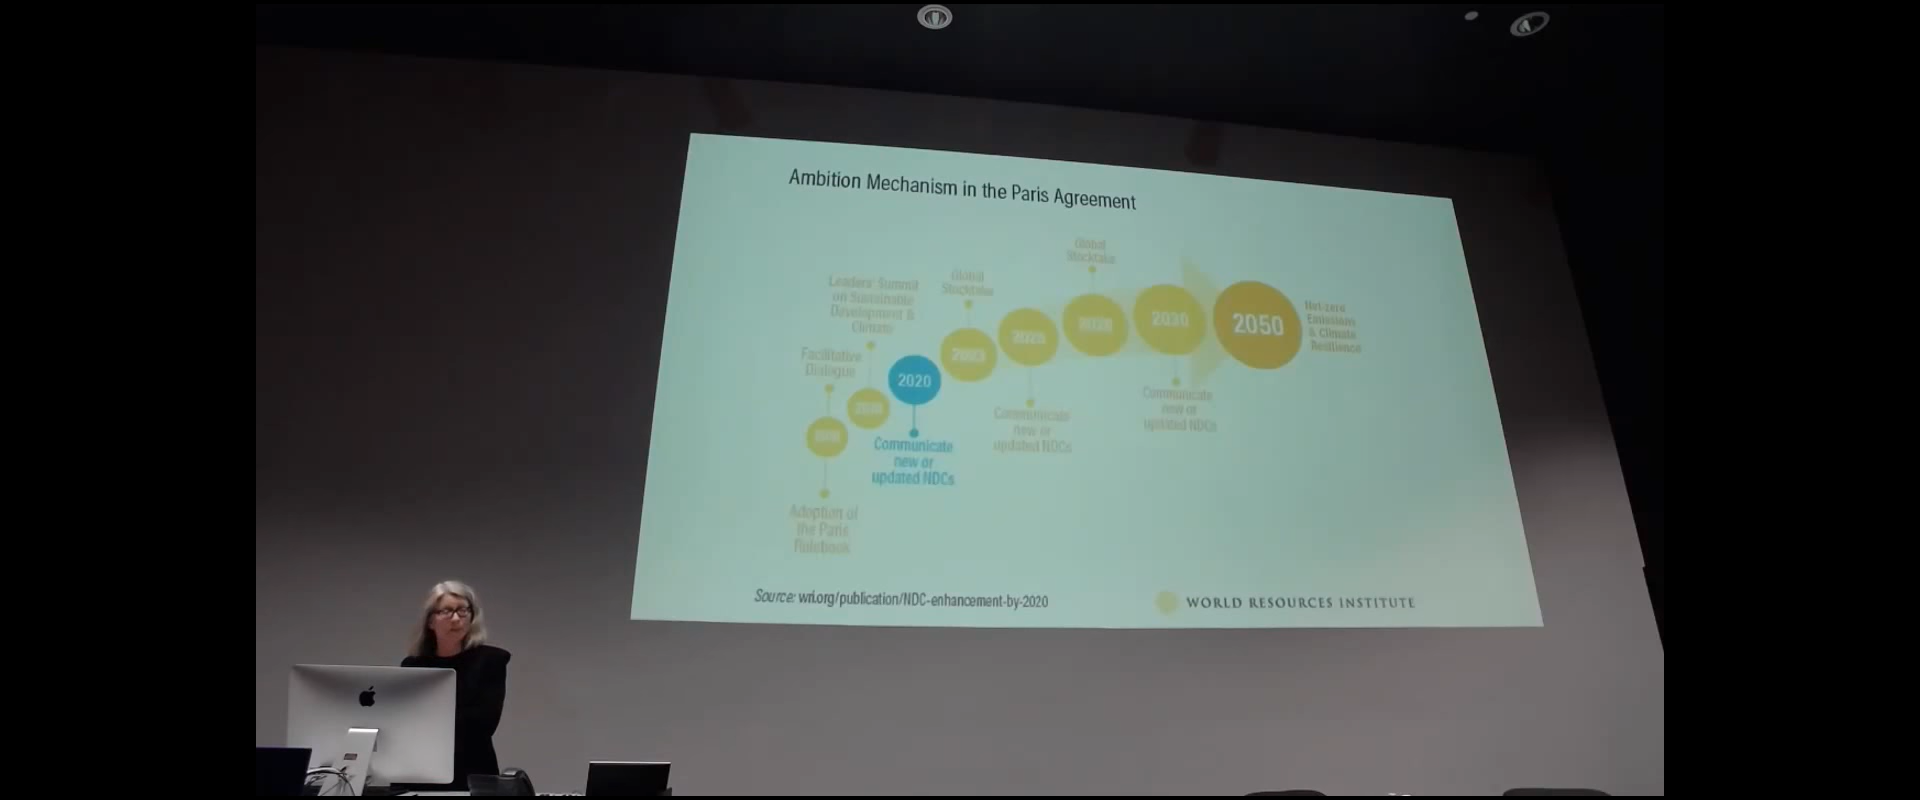 Ambition Mechanism in the Paris Agreement
Global
Stocktake
Leaders' Summit
on Sustainable
Development &
Climate
Global
Stocktake
Facilitative
Dialogue
2020
2030
2050
Net-zero
Emissions
& Climate
Resilience
Communicate
new or
updated NDCs
Communicate
new or
updated NDCs
Communicate
new or
updated NDCs
Adoption of
the Paris
Rulebook
Source: wri.org/publication/NDC-enhancement-by-2020
WORLD RESOURCES INSTITUTE